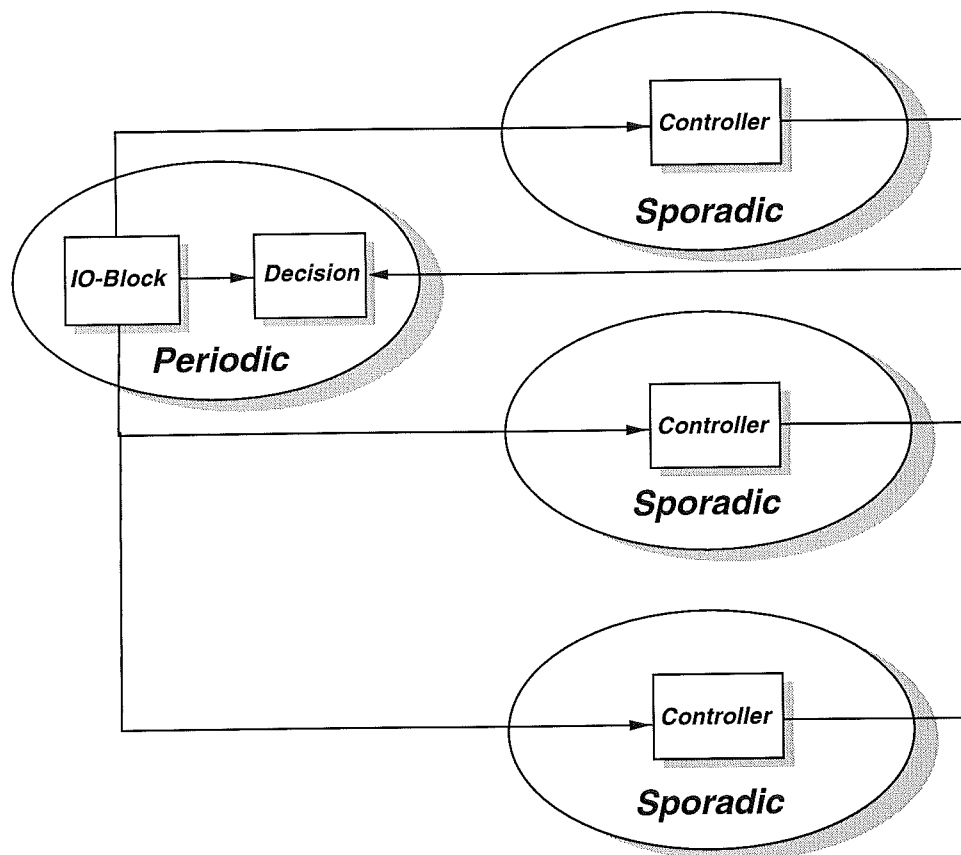 Controller
Sporadic
IO-Block
Decision
Periodic
Controller
Sporadic
Controller
Sporadic